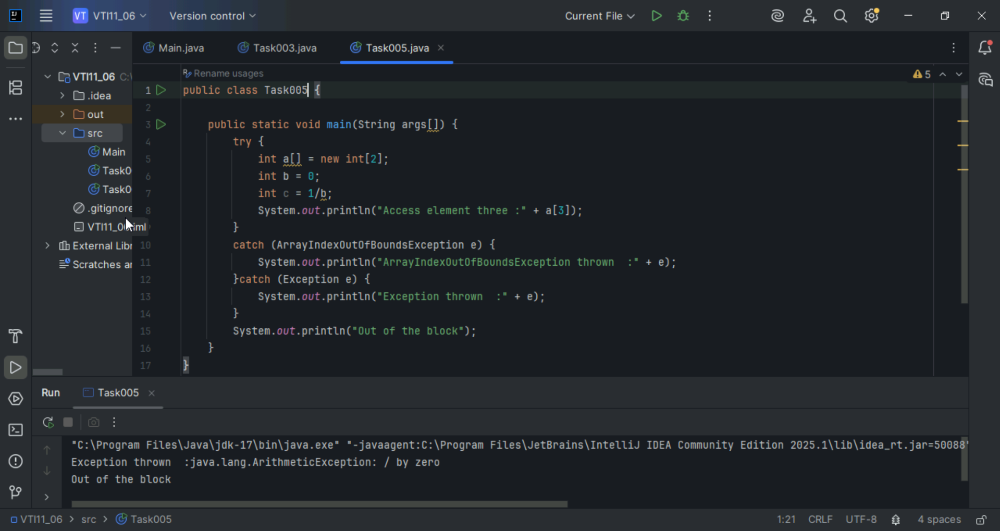 IJ
VT VTI11_06
Version control
Current File
Main.java
Task003.java
Task005.java
VTI11_06 C:\
.idea
out
src
Main
Task0
Task0
.gitignore
VTI11_0 iml
External Libr
Scratches ar
Rename usages
5
1 public class Task005 {
2
3 public static void main(String args[]) {
4 try {
5 int a[] = new int[2];
6 int b = 0;
7 int c = 1/b;
8 System.out.println("Access element three :" + a[3]);
}
10 catch (ArrayIndexOutOfBoundsException e) {
11 System.out.println("ArrayIndexOutOfBoundsException thrown  :" + e);
12 }catch (Exception e) {
13 System.out.println("Exception thrown  :" + e);
14 }
15 System.out.println("Out of the block");
16 }
17 }
Run
Task005
"C:\Program Files\Java\jdk-17\bin\java.exe" "-javaagent:C:\Program Files\JetBrains\IntelliJ IDEA Community Edition 2025.1\lib\idea_rt.jar=50088"
Exception thrown  :java.lang.ArithmeticException: / by zero
Out of the block
VTI11_06 > src > Task005
1:21 CRLF UTF-8 4 spaces